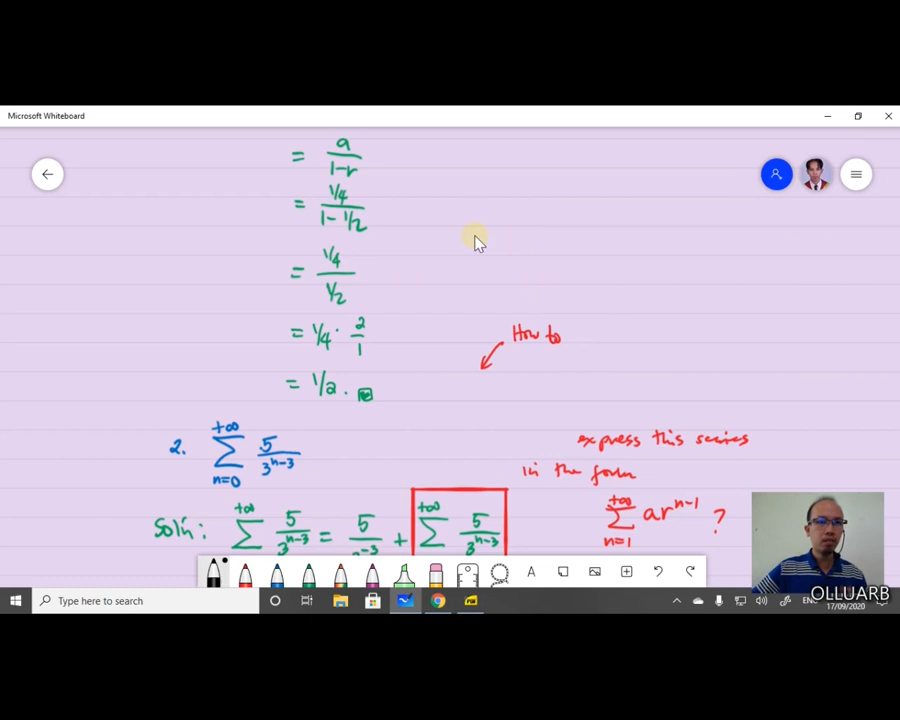 Microsoft Whiteboard
= a/(1-r)
= (1/4)/(1 - 1/2)
= (1/4)/(1/2)
= 1/4 · 2/1
= 1/2 .
How to
2. +∞ ∑ n=0 5/3^(n-3)
express this series
in the form
+∞ ∑ n=1 ar^(n-1) ?
Sol'n: +∞ ∑ 5/3^(n-3) = 5/ + +∞ ∑ 5/3^(n-3)
Type here to search
OLLUARB
17/09/2020